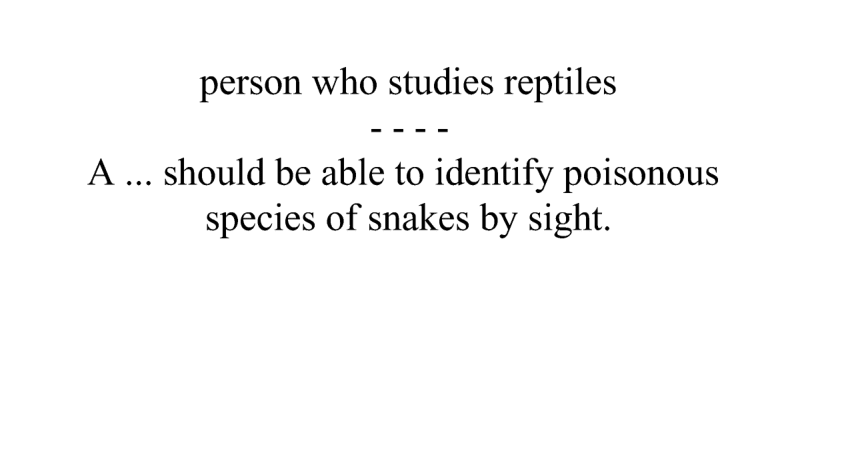 person who studies reptiles
- - - -
A ... should be able to identify poisonous
species of snakes by sight.